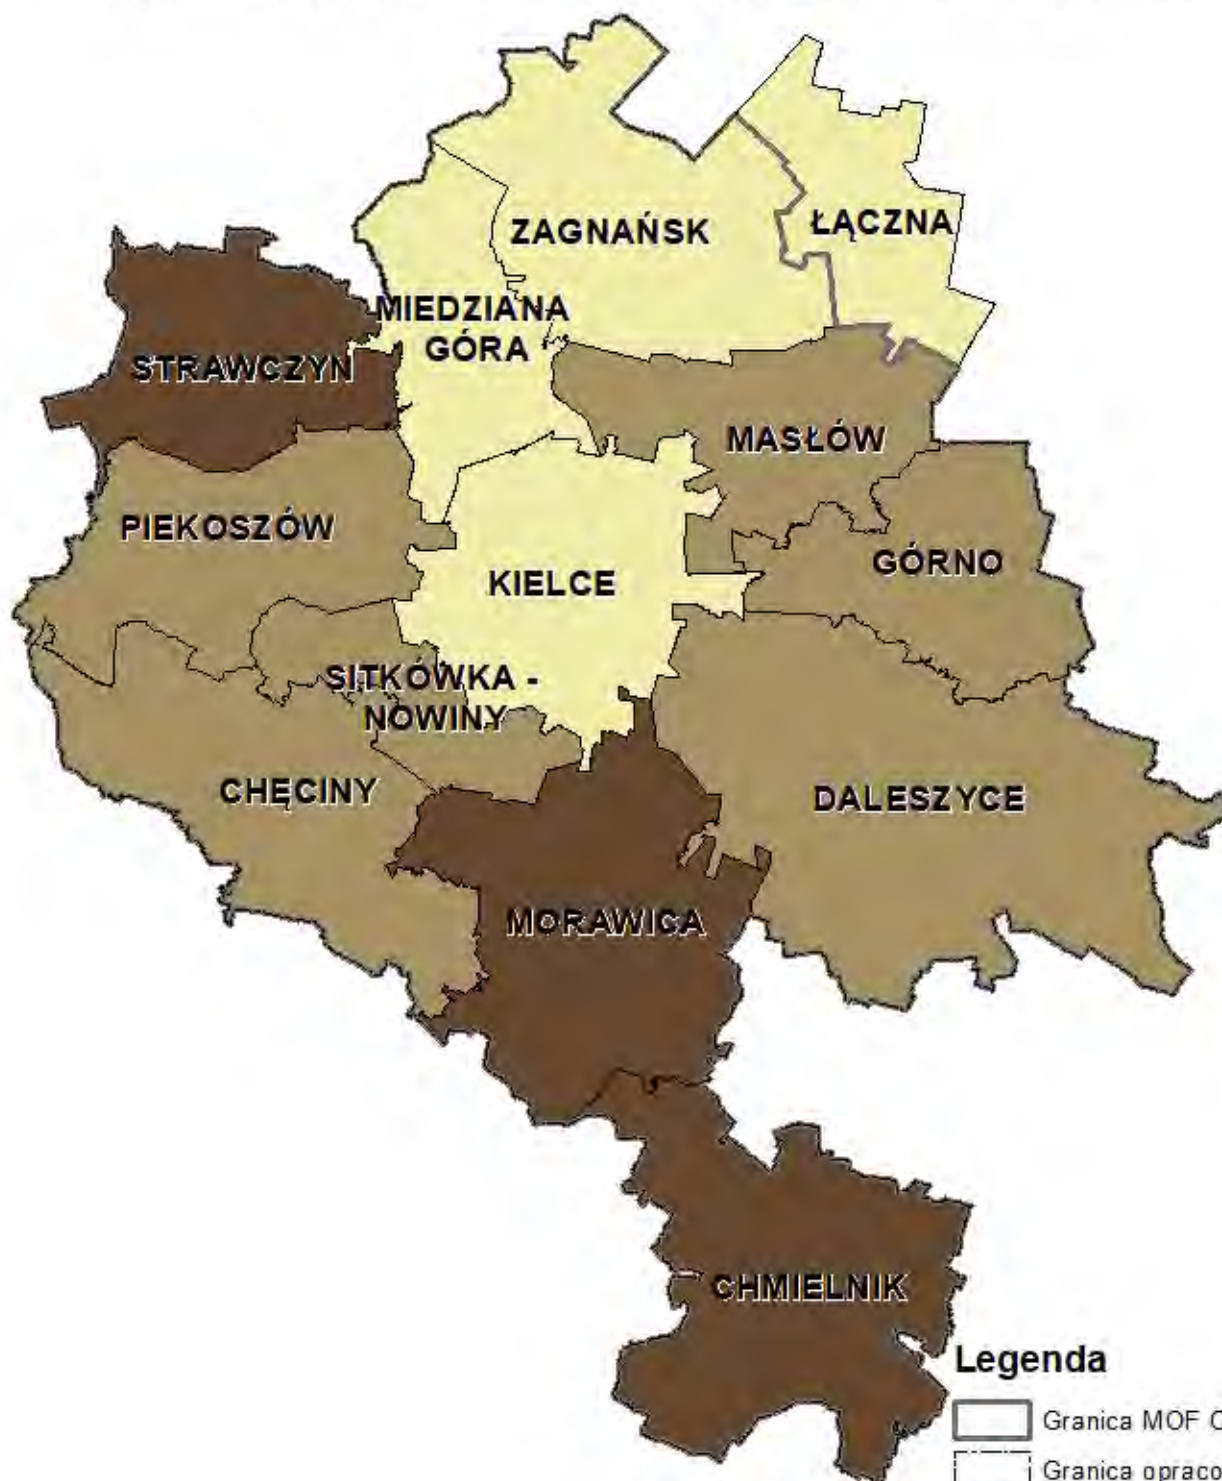 ZAGNAŃSK
ŁĄCZNA
MIEDZIANA
GÓRA
STRAWCZYN
MASŁÓW
PIEKOSZÓW
GÓRNO
KIELCE
SITKÓWKA -
NOWINY
CHĘCINY
DALESZYCE
MORAWICA
CHMIELNIK
Legenda
Granica MOF
Granica